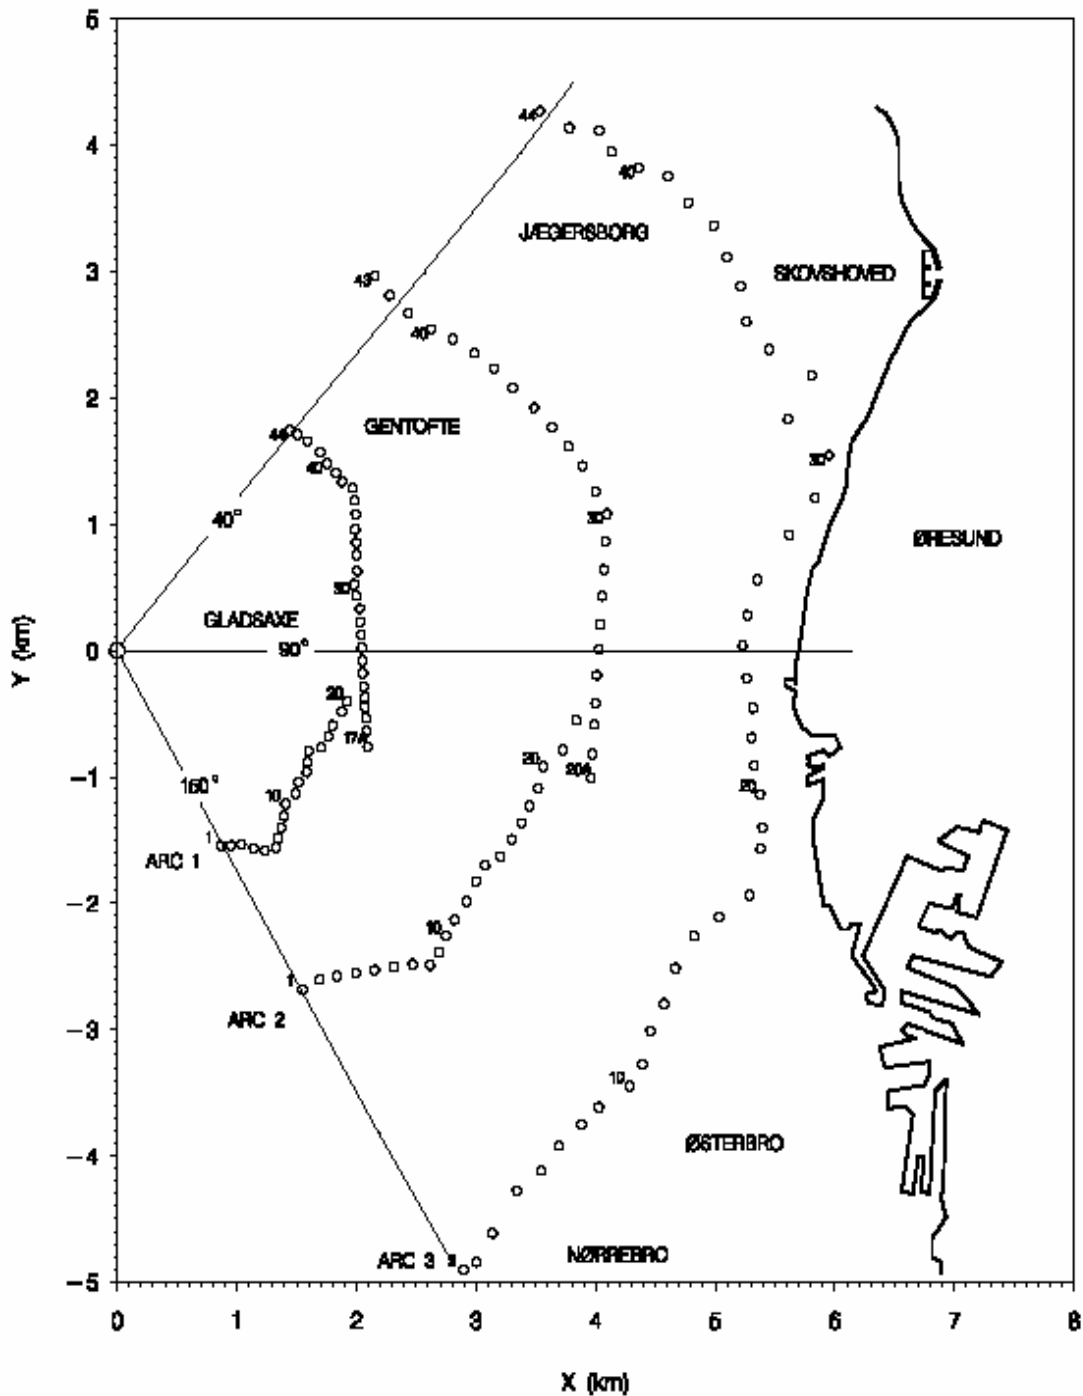 5
4
3
2
1
0
−1
−2
−3
−4
−5
Y (km)
44
40
JÆGERSBORG
43
SKOVSHOVED
40
44
GENTOFTE
40
30
40°
30
ØRESUND
30
GLADSAXE
90°
20
17A
20
20A
20
160°
10
1
ARC 1
10
1
ARC 2
10
ØSTERBRO
ARC 3
NØRREBRO
0 1 2 3 4 5 6 7 8
X (km)